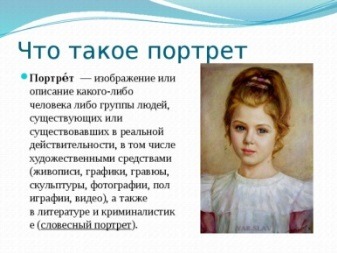 Что такое портрет
Портре́т — изображение или
описание какого-либо
человека либо группы людей,
существующих или
существовавших в реальной
действительности, в том числе
художественными средствами
(живописи, графики, гравюы,
скульптуры, фотографии, пол
играфии, видео), а также
в литературе и криминалистик
е (словесный портрет).